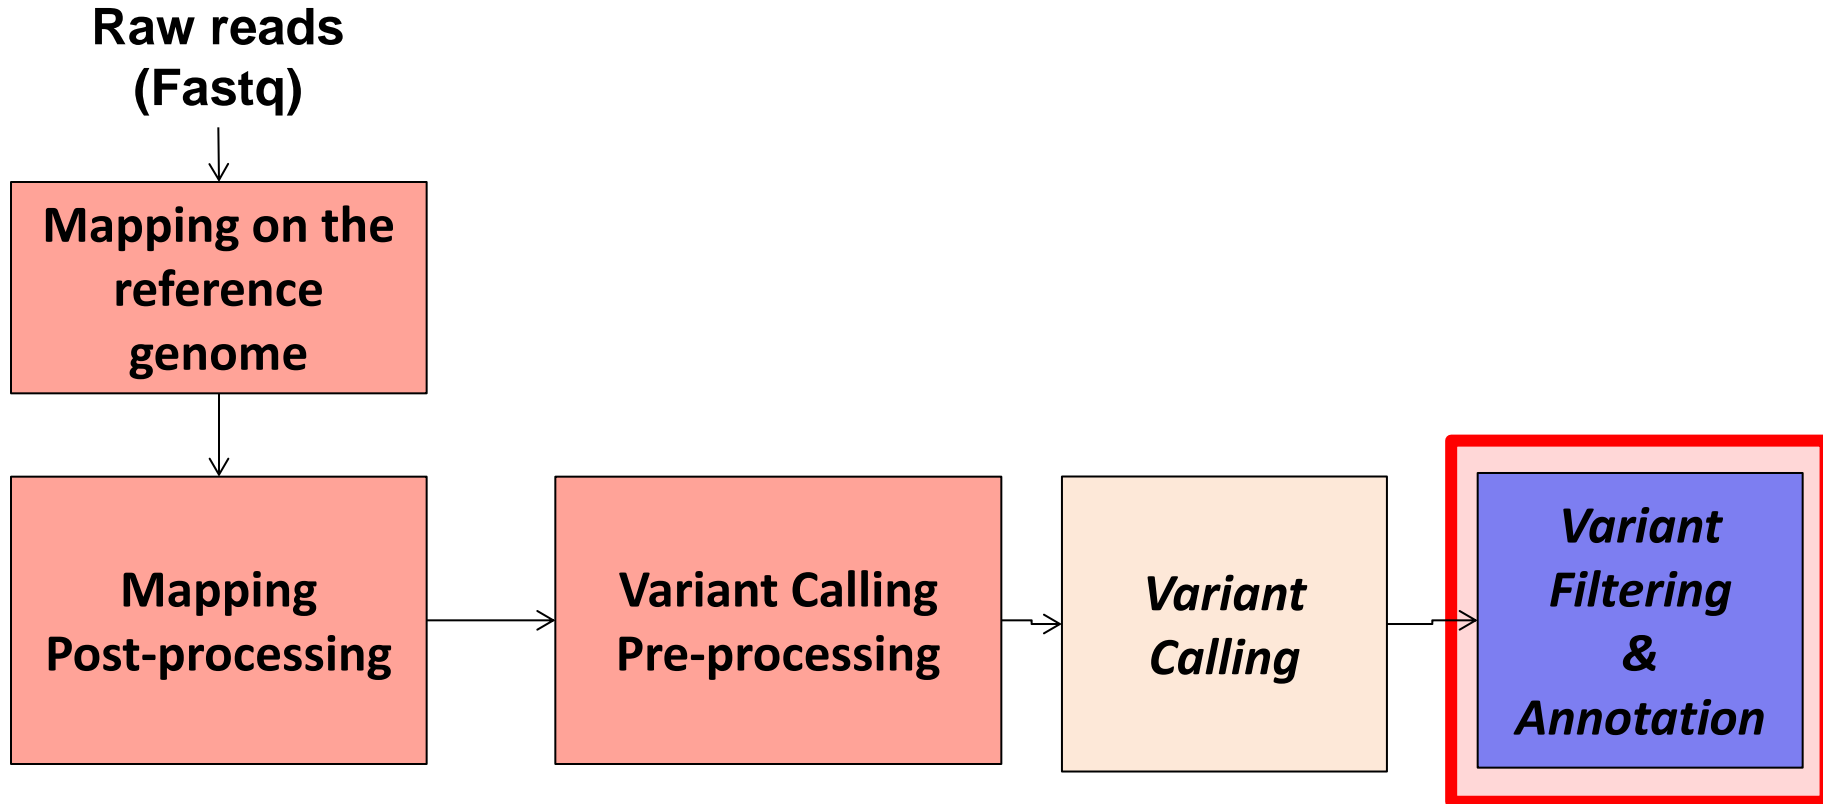 Raw reads
(Fastq)
Mapping on the
reference
genome
Mapping
Post-processing
Variant Calling
Pre-processing
Variant
Calling
Variant
Filtering
&
Annotation